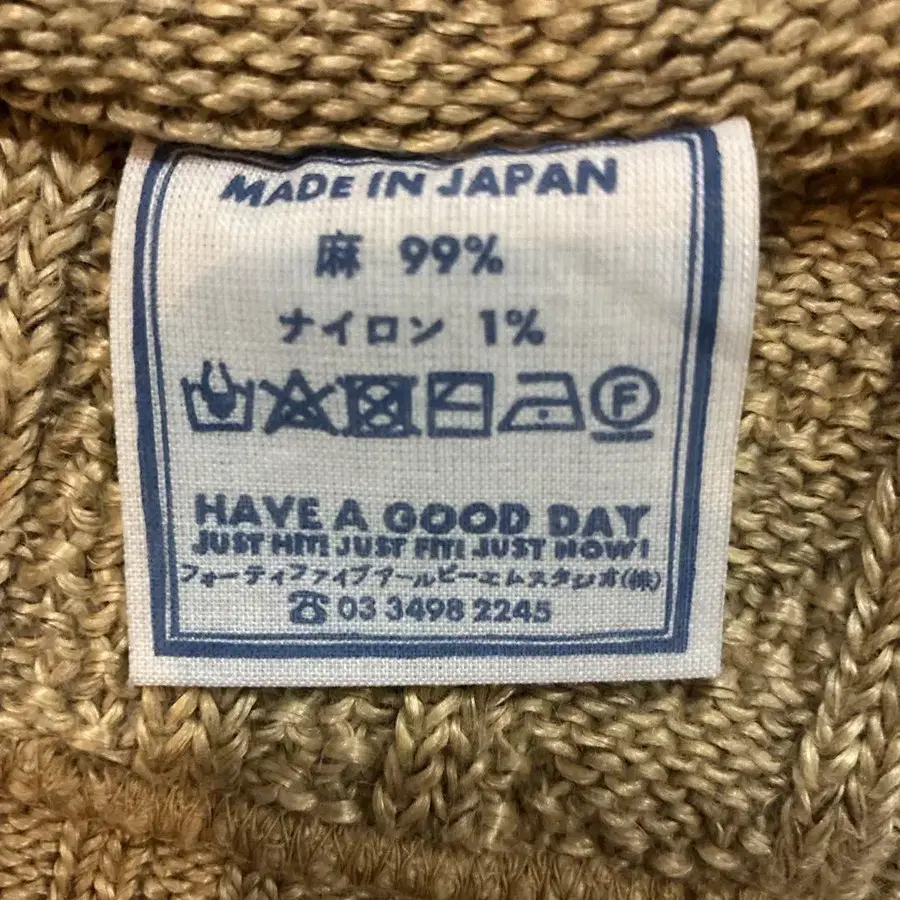 MADE IN JAPAN
麻 99%
ナイロン 1%
F
HAVE A GOOD DAY
JUST HIT! JUST FIT! JUST NOW!
フォーティファイブアールピーエムスタジオ(株)
☎ 03 3498 2245